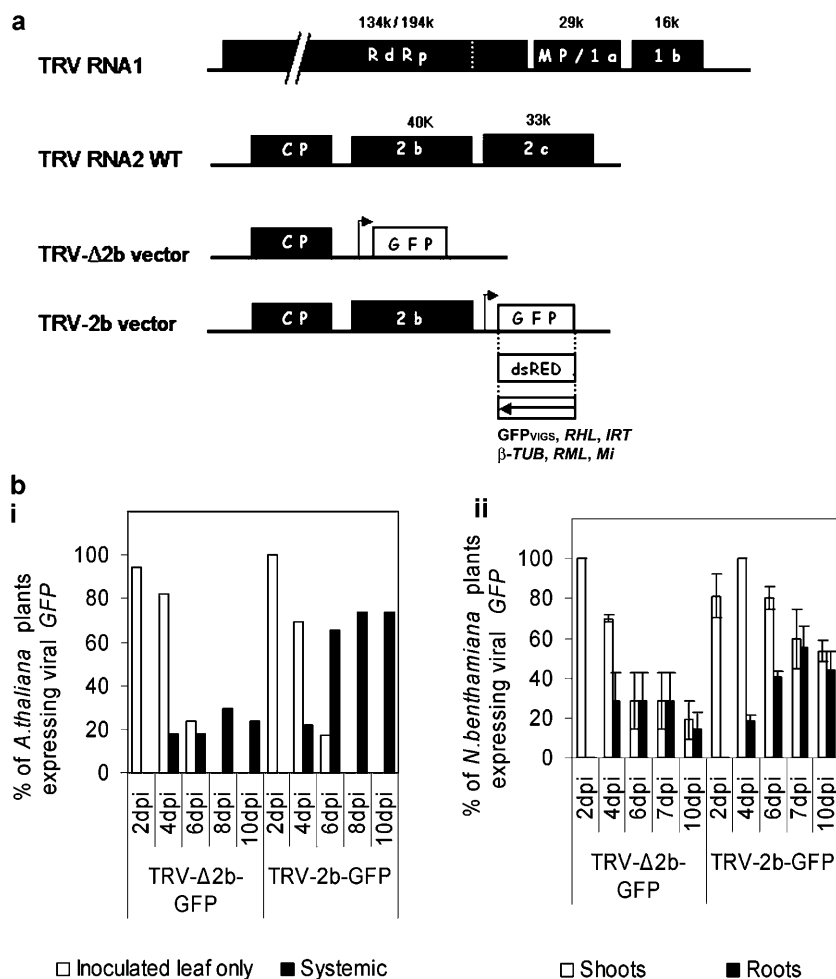 a
134k/194k 29k 16k
TRV RNA1 RdRp MP/1a 1b
40K 33k
TRV RNA2 WT CP 2b 2c
TRV-Δ2b vector CP GFP
TRV-2b vector CP 2b GFP
dsRED
GFPVIGS, RHL, IRT
β-TUB, RML, Mi
b
i
% of A.thaliana plants
expressing viral GFP
100
80
60
40
20
0
2dpi 4dpi 6dpi 8dpi 10dpi 2dpi 4dpi 6dpi 8dpi 10dpi
TRV-Δ2b-
GFP
TRV-2b-GFP
Inoculated leaf only Systemic
ii
% of N.benthamiana plants
expressing viral GFP
100
80
60
40
20
0
2dpi 4dpi 6dpi 7dpi 10dpi 2dpi 4dpi 6dpi 7dpi 10dpi
TRV-Δ2b-
GFP
TRV-2b-GFP
Shoots Roots